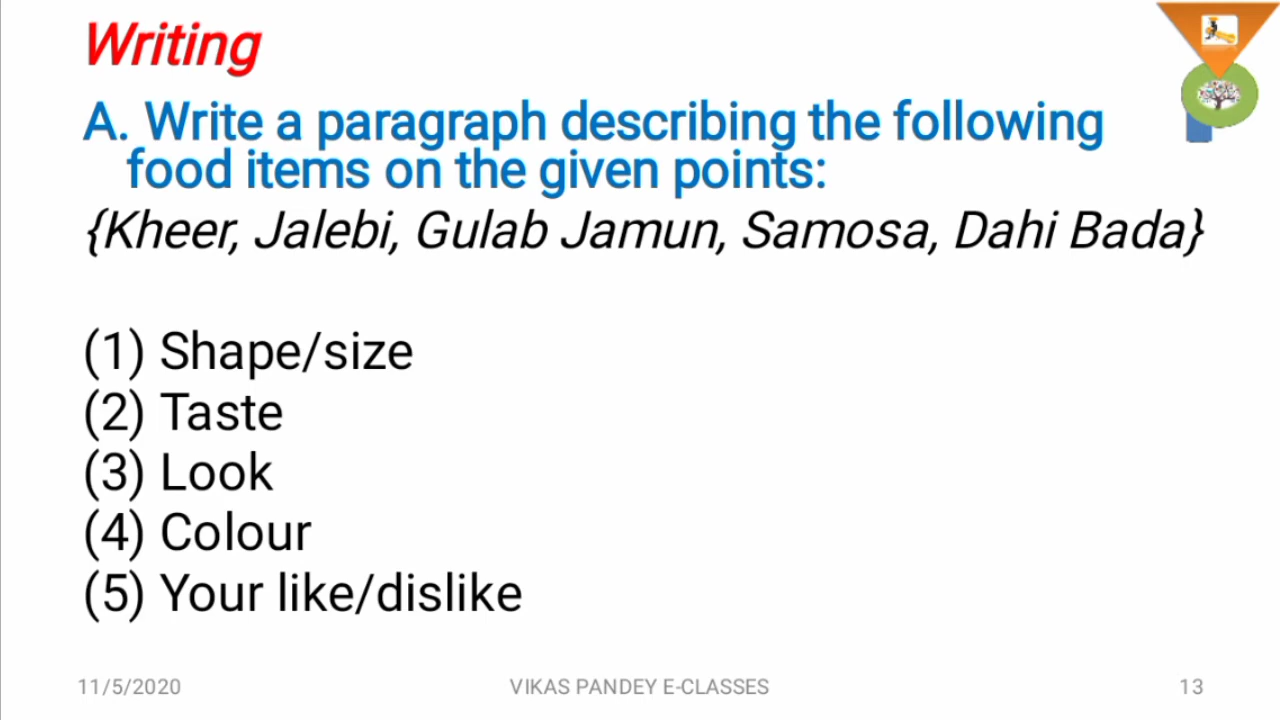 Writing
A. Write a paragraph describing the following
food items on the given points:
{Kheer, Jalebi, Gulab Jamun, Samosa, Dahi Bada}
(1) Shape/size
(2) Taste
(3) Look
(4) Colour
(5) Your like/dislike
11/5/2020 VIKAS PANDEY E-CLASSES 13